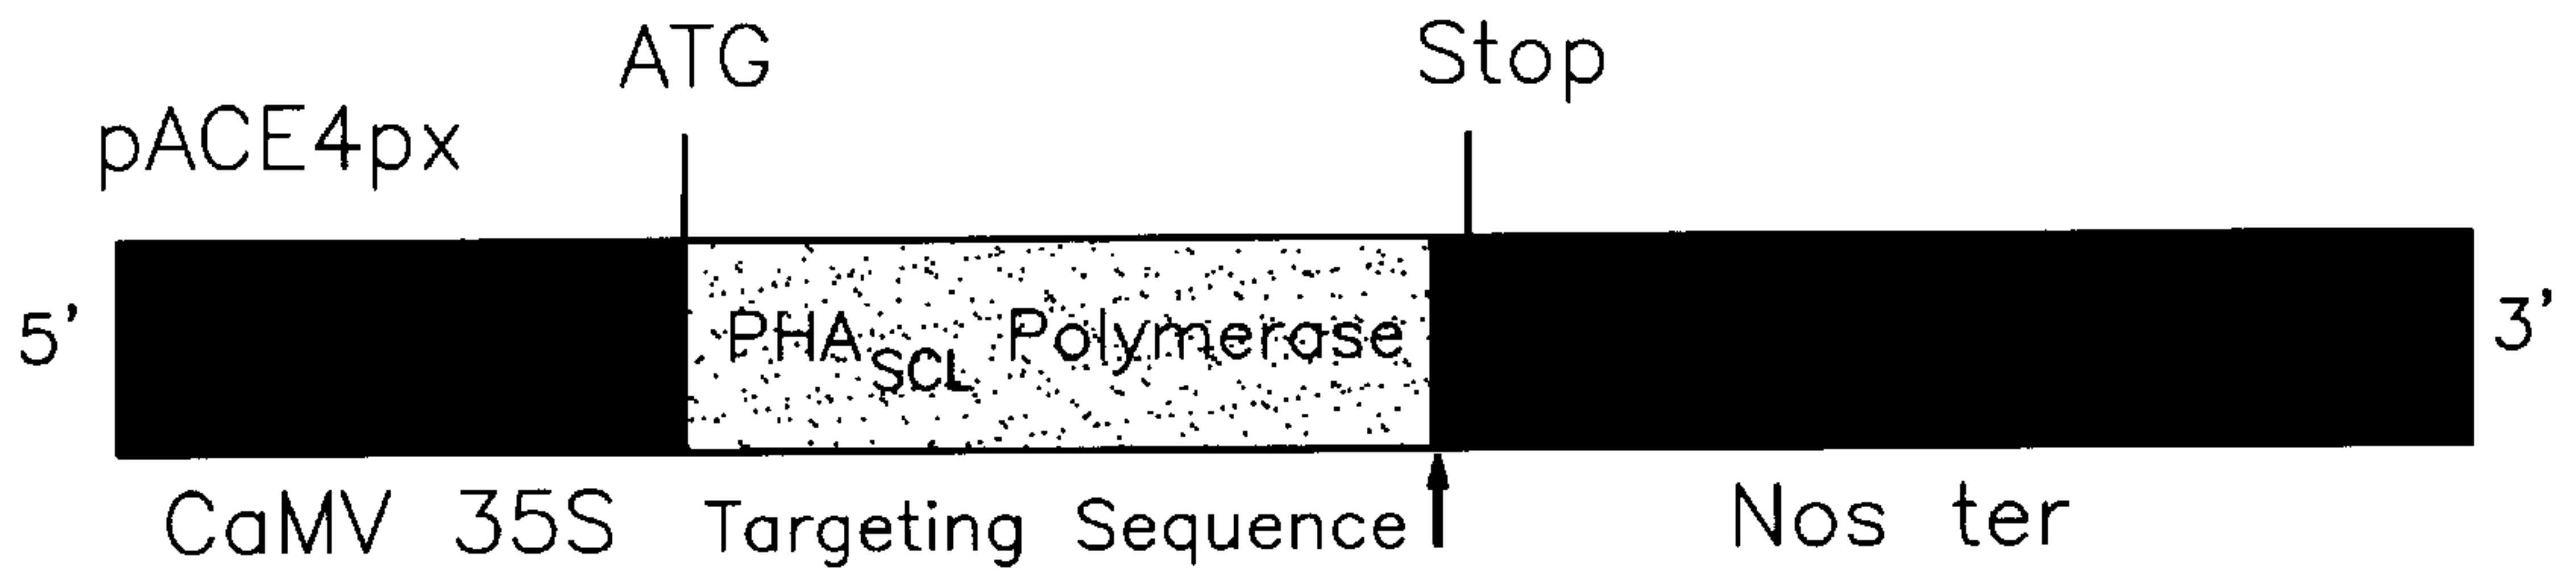 ATG Stop
pACE4px
5' PHA SCL Polymerase 3'
CaMV 35S Targeting Sequence Nos ter